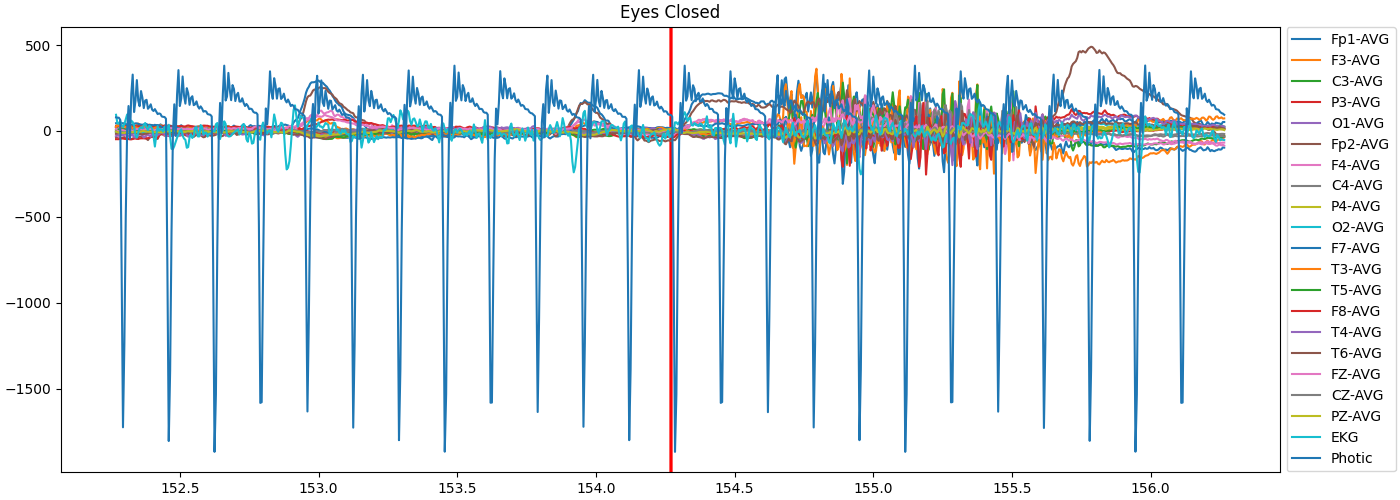 Eyes Closed
500
0
−500
−1000
−1500
152.5 153.0 153.5 154.0 154.5 155.0 155.5 156.0
Fp1-AVG
F3-AVG
C3-AVG
P3-AVG
O1-AVG
Fp2-AVG
F4-AVG
C4-AVG
P4-AVG
O2-AVG
F7-AVG
T3-AVG
T5-AVG
F8-AVG
T4-AVG
T6-AVG
FZ-AVG
CZ-AVG
PZ-AVG
EKG
Photic